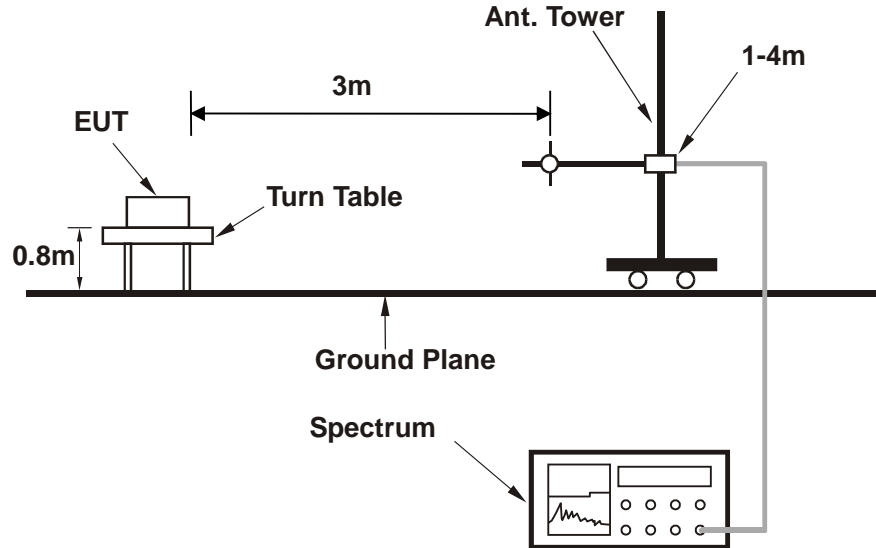 Ant. Tower
1-4m
3m
EUT
Turn Table
0.8m
Ground Plane
Spectrum